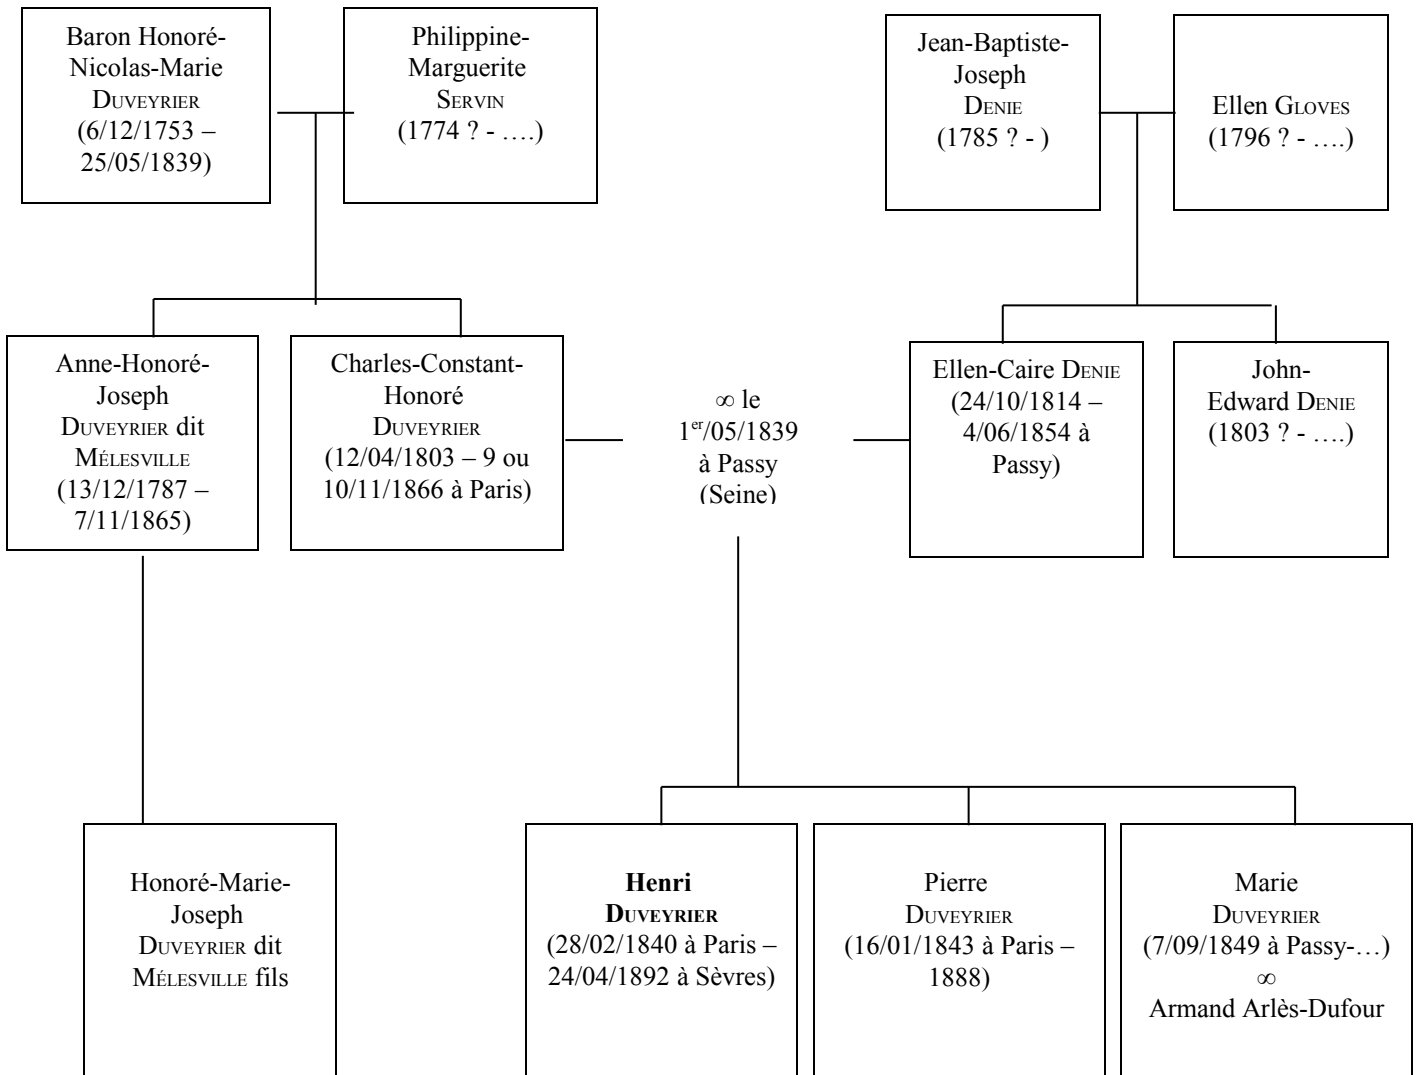 Baron Honoré-
Nicolas-Marie
DUVEYRIER
(6/12/1753 –
25/05/1839)
Philippine-
Marguerite
SERVIN
(1774 ? - ….)
Jean-Baptiste-
Joseph
DENIE
(1785 ? - )
Ellen GLOVES
(1796 ? - ….)
Anne-Honoré-
Joseph
DUVEYRIER dit
MÉLESVILLE
(13/12/1787 –
7/11/1865)
Charles-Constant-
Honoré
DUVEYRIER
(12/04/1803 – 9 ou
10/11/1866 à Paris)
∞ le
1er/05/1839
à Passy
(Seine)
Ellen-Caire DENIE
(24/10/1814 –
4/06/1854 à
Passy)
John-
Edward DENIE
(1803 ? - ….)
Honoré-Marie-
Joseph
DUVEYRIER dit
MÉLESVILLE fils
Henri
DUVEYRIER
(28/02/1840 à Paris –
24/04/1892 à Sèvres)
Pierre
DUVEYRIER
(16/01/1843 à Paris –
1888)
Marie
DUVEYRIER
(7/09/1849 à Passy-…)
∞
Armand Arlès-Dufour